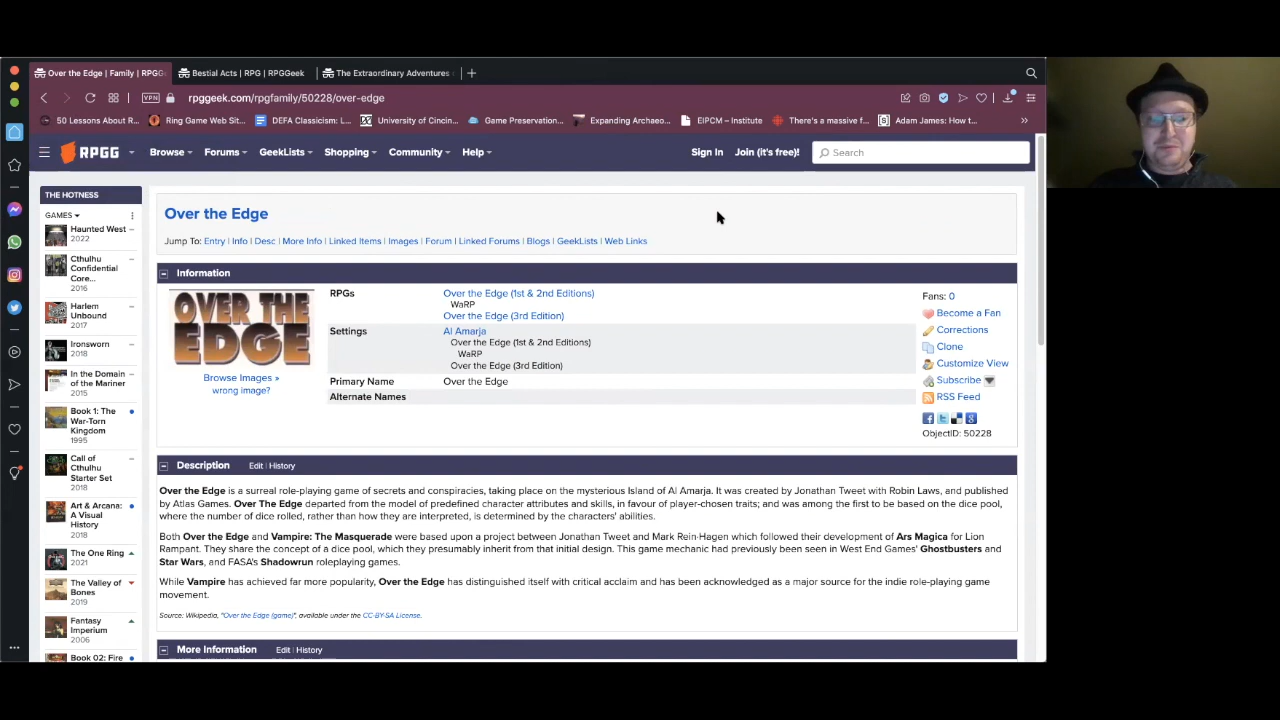 Over the Edge | Family | RPGG
Bestial Acts | RPG | RPGGeek
The Extraordinary Adventures
VPN
rpggeek.com/rpgfamily/50228/over-edge
50 Lessons About R...
Ring Game Web Sit...
DEFA Classicism: L...
University of Cincin...
Game Preservation...
Expanding Archaeo...
EIPCM – Institute
There's a massive f...
Adam James: How t...
RPGG
Browse
Forums
GeekLists
Shopping
Community
Help
Sign In
Join (it's free!)
Search
THE HOTNESS
GAMES
Haunted West
2022
Cthulhu
Confidential
Core...
2016
Harlem
Unbound
2017
Ironsworn
2018
In the Domain
of the Mariner
2015
Book 1: The
War-Torn
Kingdom
1995
Call of
Cthulhu
Starter Set
2018
Art & Arcana:
A Visual
History
2018
The One Ring
2021
The Valley of
Bones
2019
Fantasy
Imperium
2006
Book 02: Fire
Over the Edge
Jump To: Entry | Info | Desc | More Info | Linked Items | Images | Forum | Linked Forums | Blogs | GeekLists | Web Links
Information
OVER THE
EDGE
Browse Images »
wrong image?
RPGs
Over the Edge (1st & 2nd Editions)
WaRP
Over the Edge (3rd Edition)
Settings
Al Amarja
Over the Edge (1st & 2nd Editions)
WaRP
Over the Edge (3rd Edition)
Primary Name
Over the Edge
Alternate Names
Fans: 0
Become a Fan
Corrections
Clone
Customize View
Subscribe
RSS Feed
ObjectID: 50228
Description Edit | History
Over the Edge is a surreal role-playing game of secrets and conspiracies, taking place on the mysterious Island of Al Amarja. It was created by Jonathan Tweet with Robin Laws, and published
by Atlas Games. Over The Edge departed from the model of predefined character attributes and skills, in favour of player-chosen traits; and was among the first to be based on the dice pool,
where the number of dice rolled, rather than how they are interpreted, is determined by the characters' abilities.
Both Over the Edge and Vampire: The Masquerade were based upon a project between Jonathan Tweet and Mark Rein·Hagen which followed their development of Ars Magica for Lion
Rampant. They share the concept of a dice pool, which they presumably inherit from that initial design. This game mechanic had previously been seen in West End Games' Ghostbusters and
Star Wars, and FASA's Shadowrun roleplaying games.
While Vampire has achieved far more popularity, Over the Edge has distinguished itself with critical acclaim and has been acknowledged as a major source for the indie role-playing game
movement.
Source: Wikipedia, "Over the Edge (game)", available under the CC-BY-SA License.
More Information Edit | History